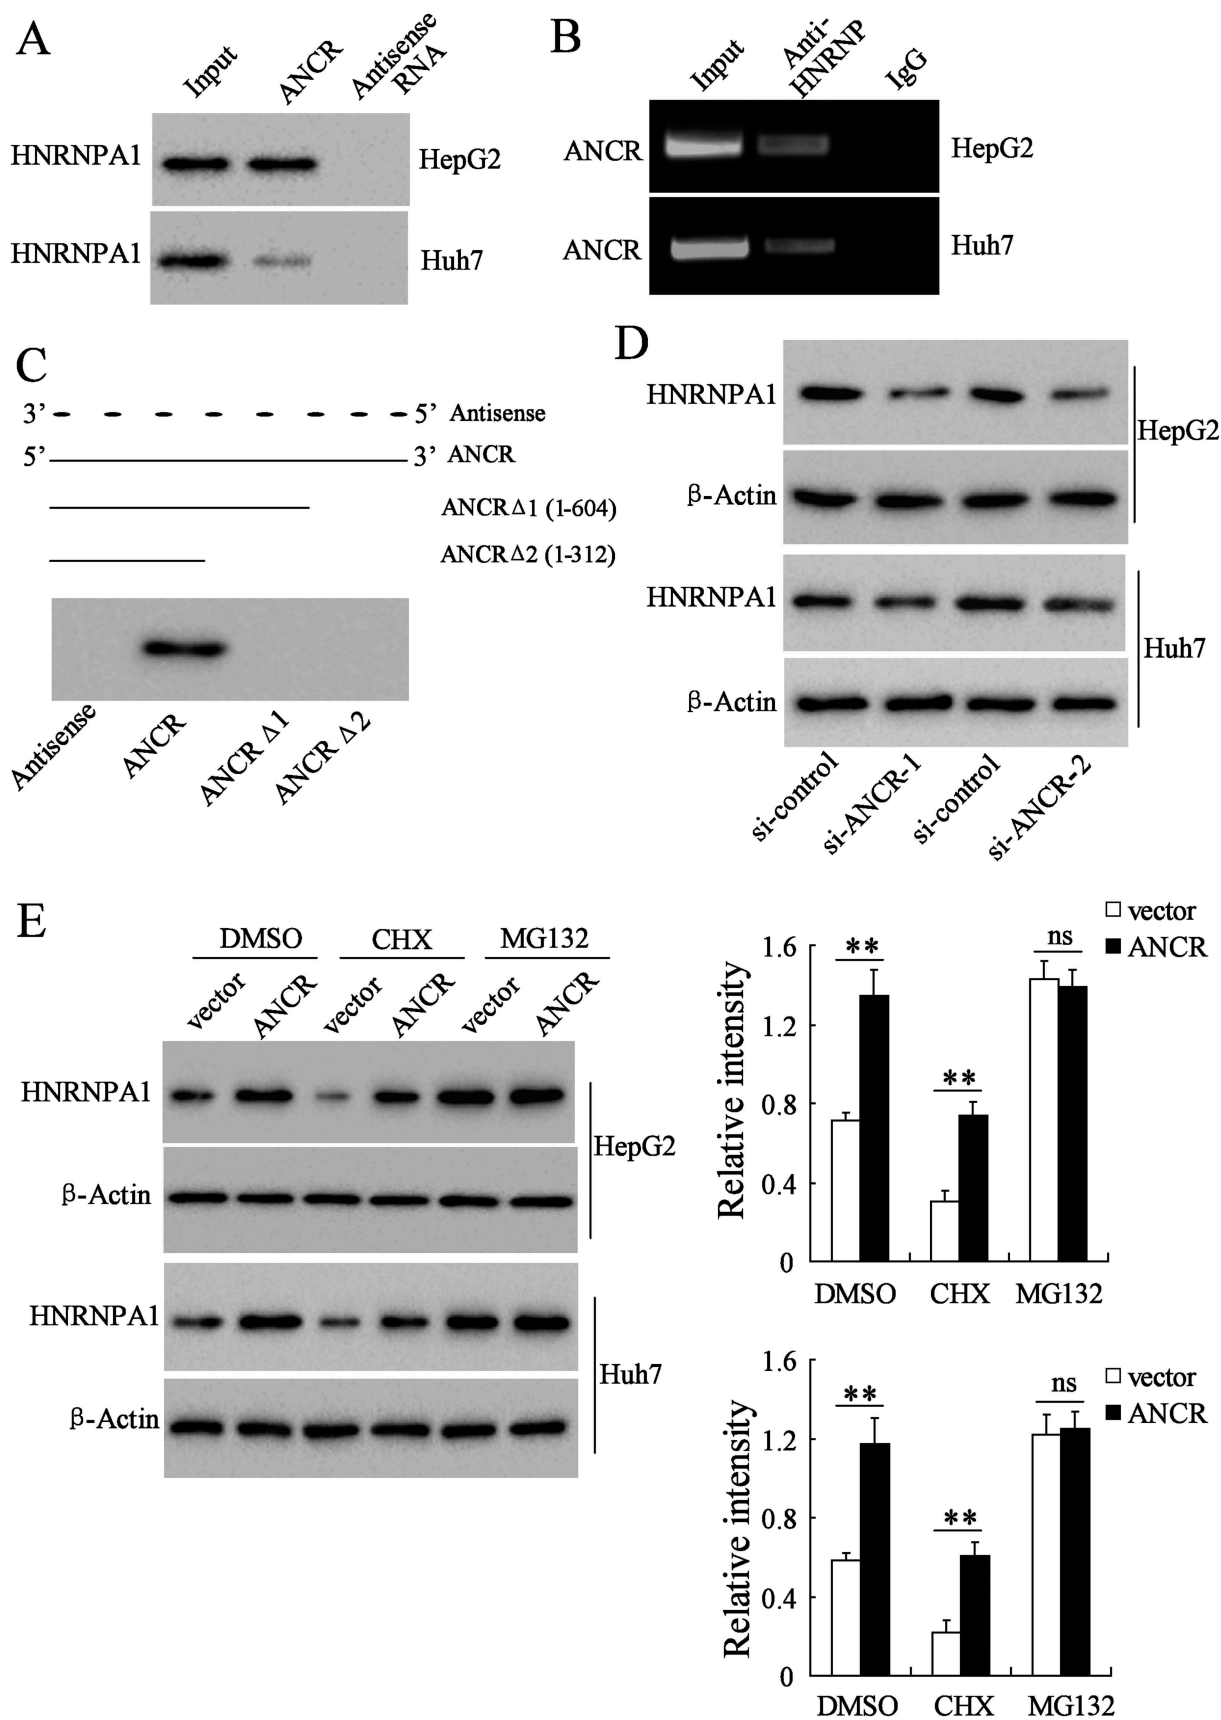 A
Input
ANCR
Antisense
RNA
HNRNPA1
HepG2
HNRNPA1
Huh7
B
Input
Anti-
HNRNP
IgG
ANCR
HepG2
ANCR
Huh7
C
3’
5’
Antisense
5’
3’
ANCR
ANCRΔ1 (1-604)
ANCRΔ2 (1-312)
Antisense
ANCR
ANCR Δ1
ANCR Δ2
D
HNRNPA1
β-Actin
HepG2
HNRNPA1
β-Actin
Huh7
si-control
si-ANCR-1
si-control
si-ANCR-2
E
DMSO
CHX
MG132
vector
ANCR
vector
ANCR
vector
ANCR
HNRNPA1
β-Actin
HepG2
HNRNPA1
β-Actin
Huh7
vector
ANCR
Relative intensity
1.6
1.2
0.8
0.4
0
**
**
ns
DMSO
CHX
MG132
vector
ANCR
Relative intensity
1.6
1.2
0.8
0.4
0
**
**
ns
DMSO
CHX
MG132